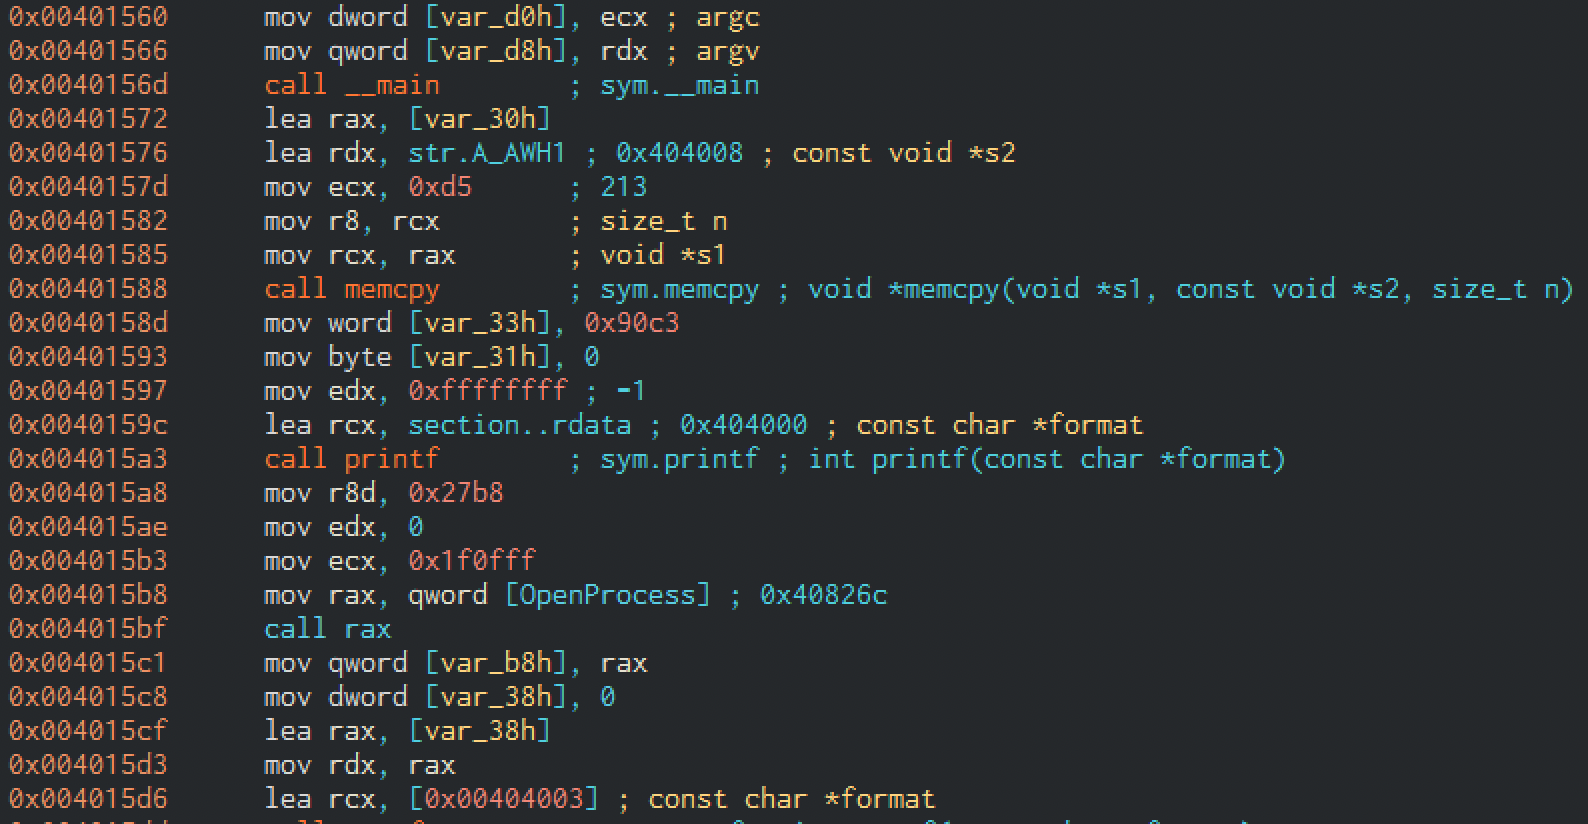 0x00401560 mov dword [var_d0h], ecx ; argc
0x00401566 mov qword [var_d8h], rdx ; argv
0x0040156d call __main ; sym.__main
0x00401572 lea rax, [var_30h]
0x00401576 lea rdx, str.A_AWH1 ; 0x404008 ; const void *s2
0x0040157d mov ecx, 0xd5 ; 213
0x00401582 mov r8, rcx ; size_t n
0x00401585 mov rcx, rax ; void *s1
0x00401588 call memcpy ; sym.memcpy ; void *memcpy(void *s1, const void *s2, size_t n)
0x0040158d mov word [var_33h], 0x90c3
0x00401593 mov byte [var_31h], 0
0x00401597 mov edx, 0xffffffff ; -1
0x0040159c lea rcx, section..rdata ; 0x404000 ; const char *format
0x004015a3 call printf ; sym.printf ; int printf(const char *format)
0x004015a8 mov r8d, 0x27b8
0x004015ae mov edx, 0
0x004015b3 mov ecx, 0x1f0fff
0x004015b8 mov rax, qword [OpenProcess] ; 0x40826c
0x004015bf call rax
0x004015c1 mov qword [var_b8h], rax
0x004015c8 mov dword [var_38h], 0
0x004015cf lea rax, [var_38h]
0x004015d3 mov rdx, rax
0x004015d6 lea rcx, [0x00404003] ; const char *format